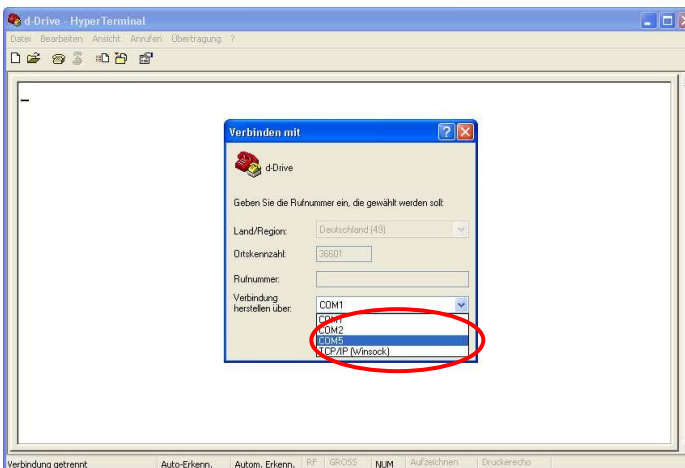 d-Drive - HyperTerminal
Datei Bearbeiten Ansicht Anrufen Übertragung ?
Verbinden mit
d-Drive
Geben Sie die Rufnummer ein, die gewählt werden soll:
Land/Region: Deutschland (49)
Ortskennzahl: 36601
Rufnummer:
Verbindung
herstellen über: COM1
COM1
COM2
COM5
TCP/IP (Winsock)
Verbindung getrennt Auto-Erkenn. Autom. Erkenn. RF GROSS NUM Aufzeichnen Druckerecho